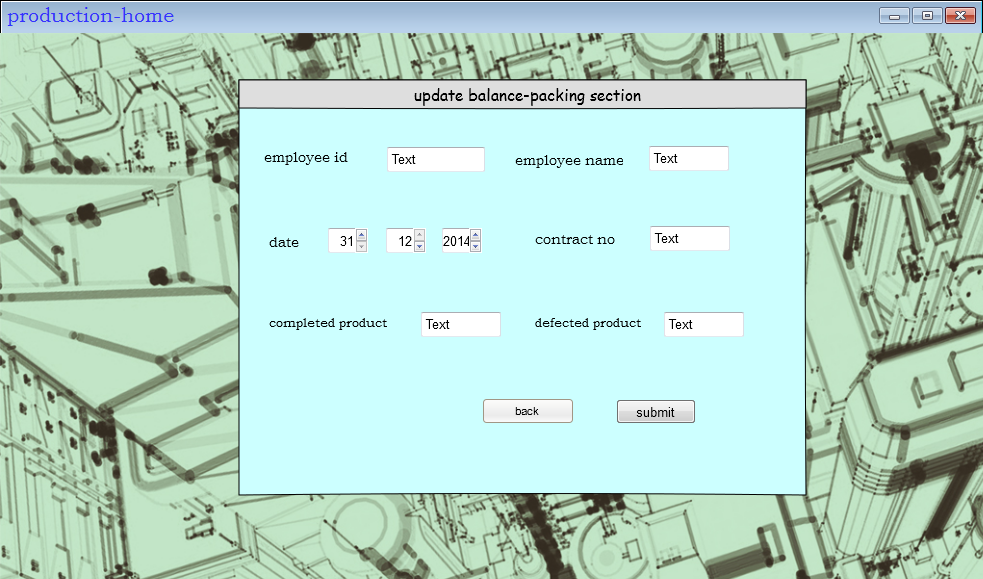 production-home
update balance-packing section
employee id Text employee name Text
date 31 12 2014 contract no Text
completed product Text defected product Text
back submit